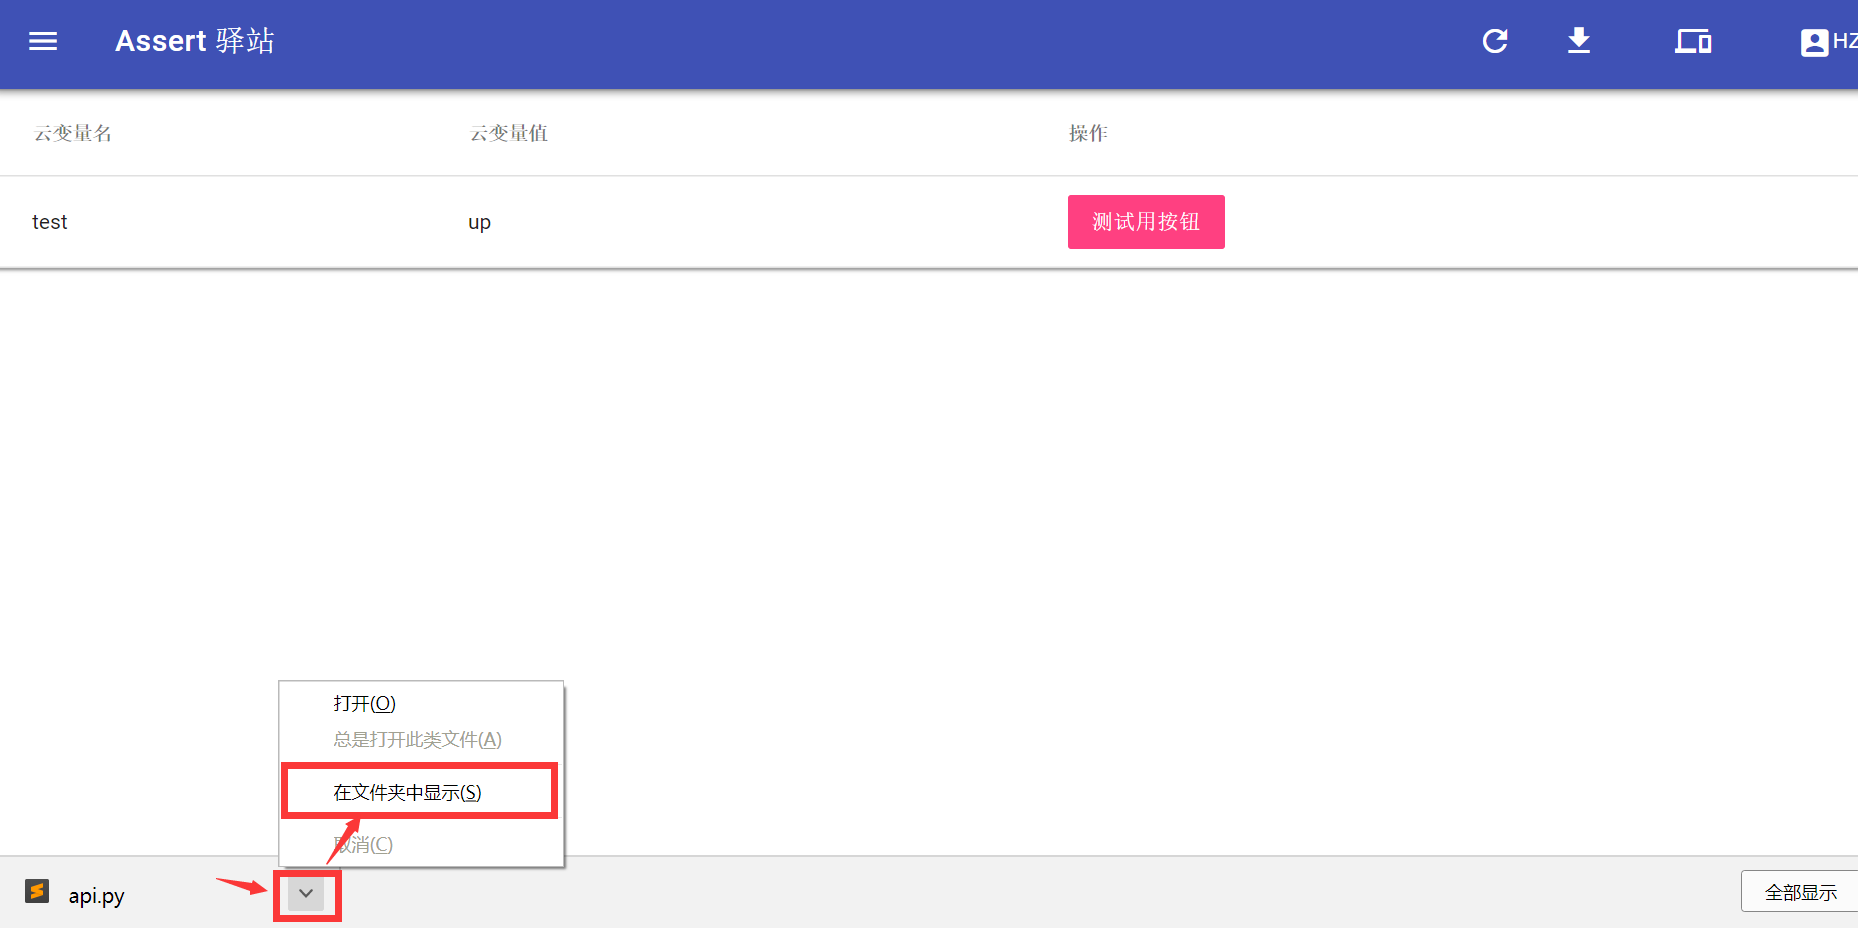 Assert 驿站
HZ
云变量名 云变量值 操作
test up 测试用按钮
打开(O)
总是打开此类文件(A)
在文件夹中显示(S)
取消(C)
api.py
全部显示